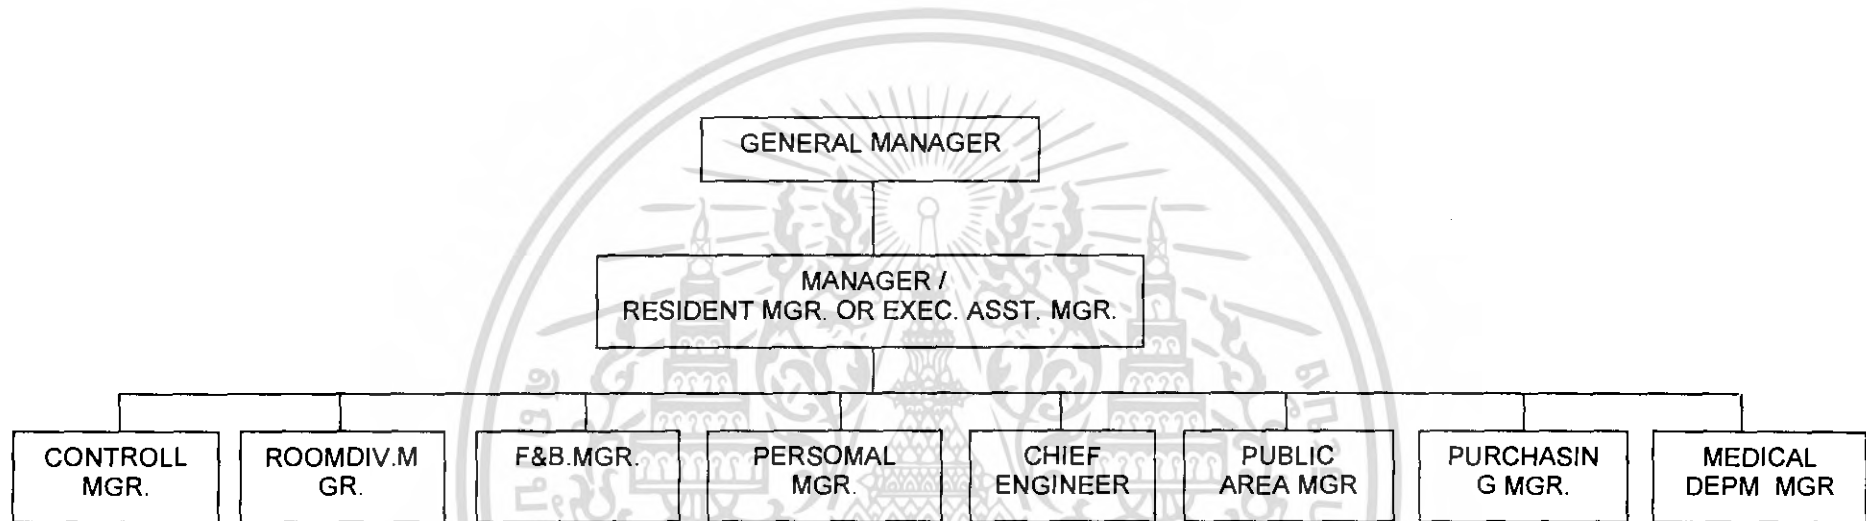 GENERAL MANAGER
MANAGER /
RESIDENT MGR. OR EXEC. ASST. MGR.
CONTROLL
MGR.
ROOMDIV.M
GR.
F&B.MGR.
PERSOMAL
MGR.
CHIEF
ENGINEER
PUBLIC
AREA MGR
PURCHASIN
G MGR.
MEDICAL
DEPM MGR